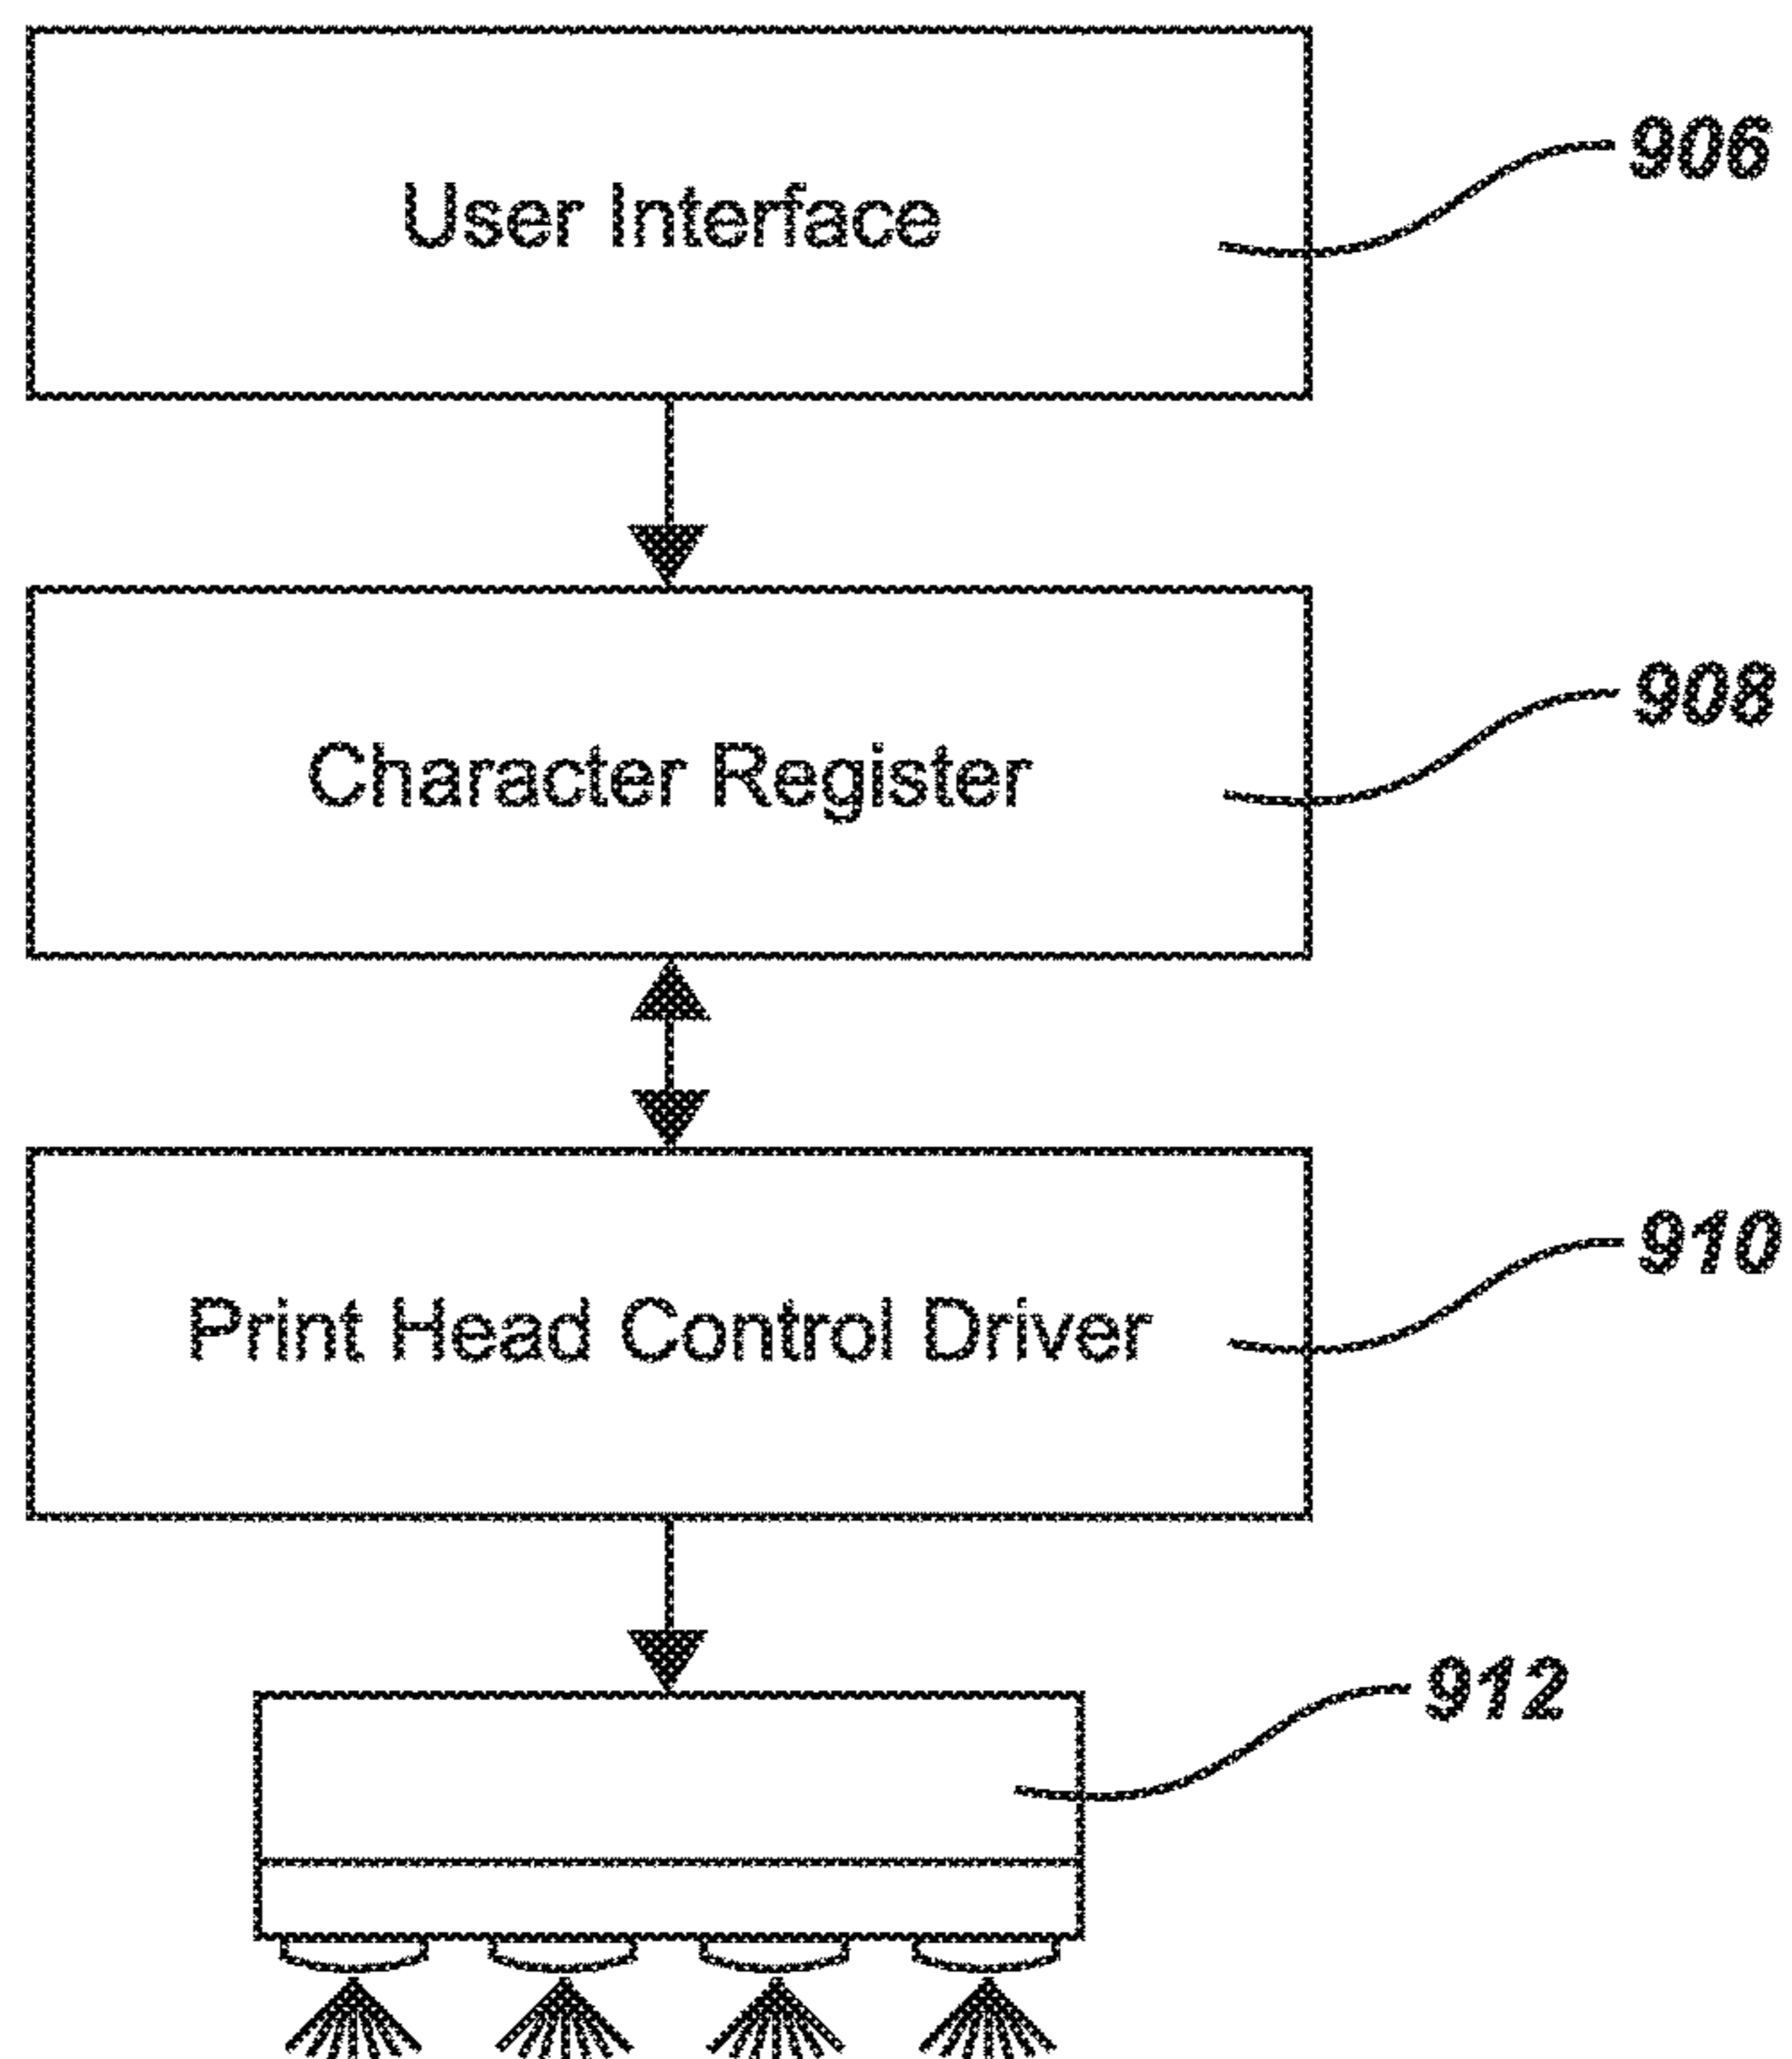 User Interface
906
Character Register
908
Print Head Control Driver
910
912